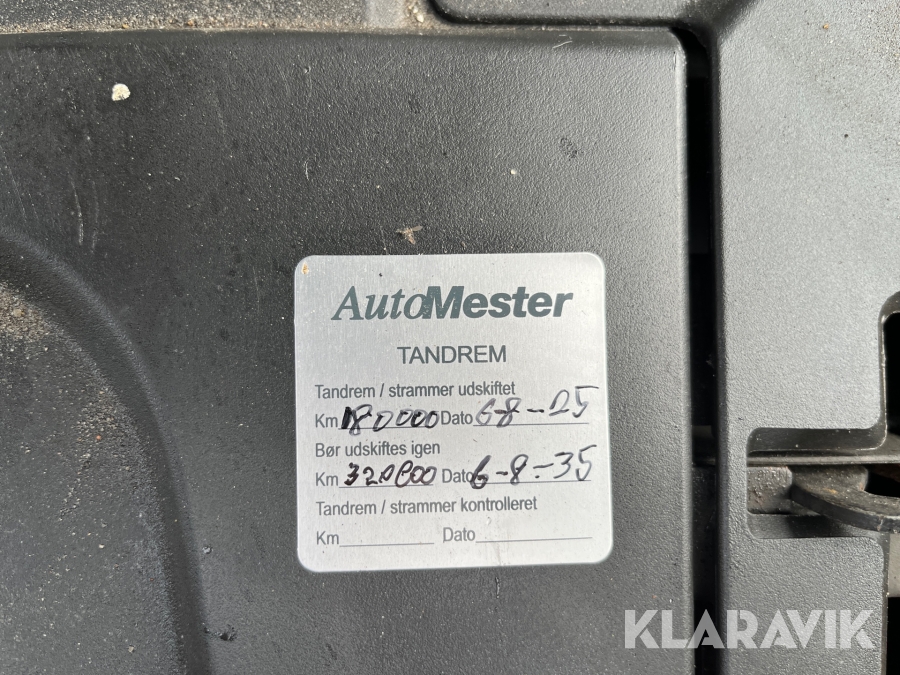 AutoMester
TANDREM
Tandrem / strammer udskiftet
Km 180000 Dato 6-8-25
Bør udskiftes igen
Km 320000 Dato 6-8-35
Tandrem / strammer kontrolleret
Km Dato
KLARAVIK